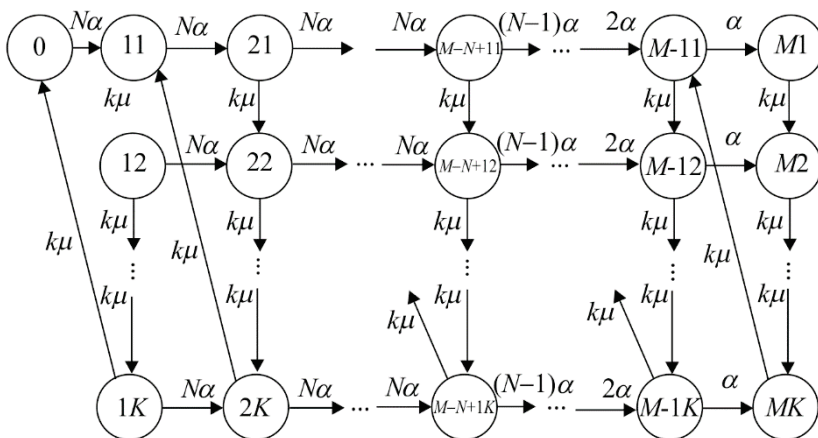 Nα Nα Nα Nα (N−1)α 2α α
0 11 21 ... M−N+11 ... M-11 M1
kμ kμ kμ kμ kμ kμ
Nα Nα (N−1)α 2α α
12 22 ... M−N+12 ... M-12 M2
kμ kμ kμ kμ kμ
kμ kμ kμ
... ... ... ... ...
kμ kμ kμ kμ kμ
kμ kμ
Nα Nα Nα (N−1)α 2α α
1K 2K ... M−N+1K ... M-1K MK